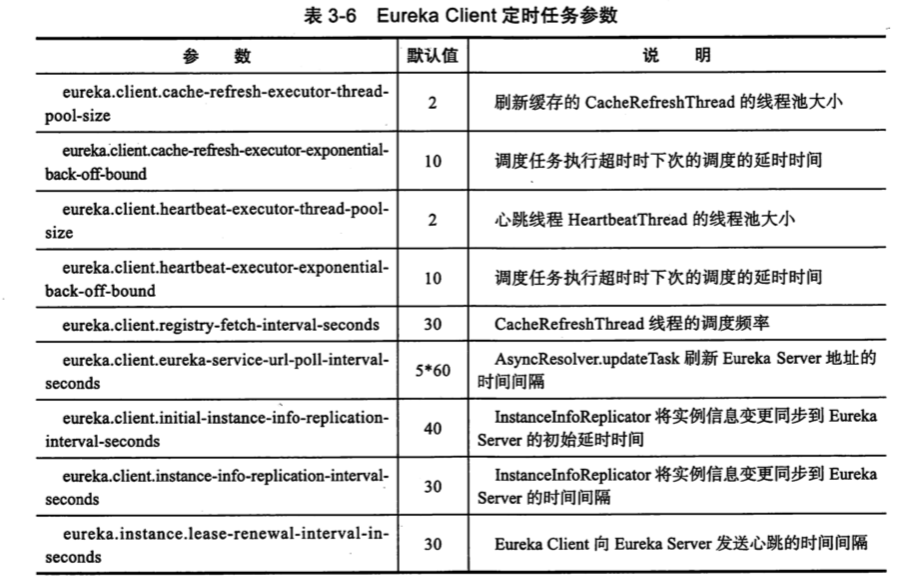 表 3-6 Eureka Client 定时任务参数
参 数 默认值 说 明
eureka.client.cache-refresh-executor-thread-
pool-size
2
刷新缓存的 CacheRefreshThread 的线程池大小
eureka.client.cache-refresh-executor-exponential-
back-off-bound
10
调度任务执行超时时下次的调度的延时时间
eureka.client.heartbeat-executor-thread-pool-
size
2
心跳线程 HeartbeatThread 的线程池大小
eureka.client.heartbeat-executor-exponential-
back-off-bound
10
调度任务执行超时时下次的调度的延时时间
eureka.client.registry-fetch-interval-seconds
30
CacheRefreshThread 线程的调度频率
eureka.client.eureka-service-url-poll-interval-
seconds
5*60
AsyncResolver.updateTask 刷新 Eureka Server 地址的
时间间隔
eureka.client.initial-instance-info-replication-
interval-seconds
40
InstanceInfoReplicator 将实例信息变更同步到 Eureka
Server 的初始延时时间
eureka.client.instance-info-replication-interval-
seconds
30
InstanceInfoReplicator 将实例信息变更同步到 Eureka
Server 的时间间隔
eureka.instance.lease-renewal-interval-in-
seconds
30
Eureka Client 向 Eureka Server 发送心跳的时间间隔